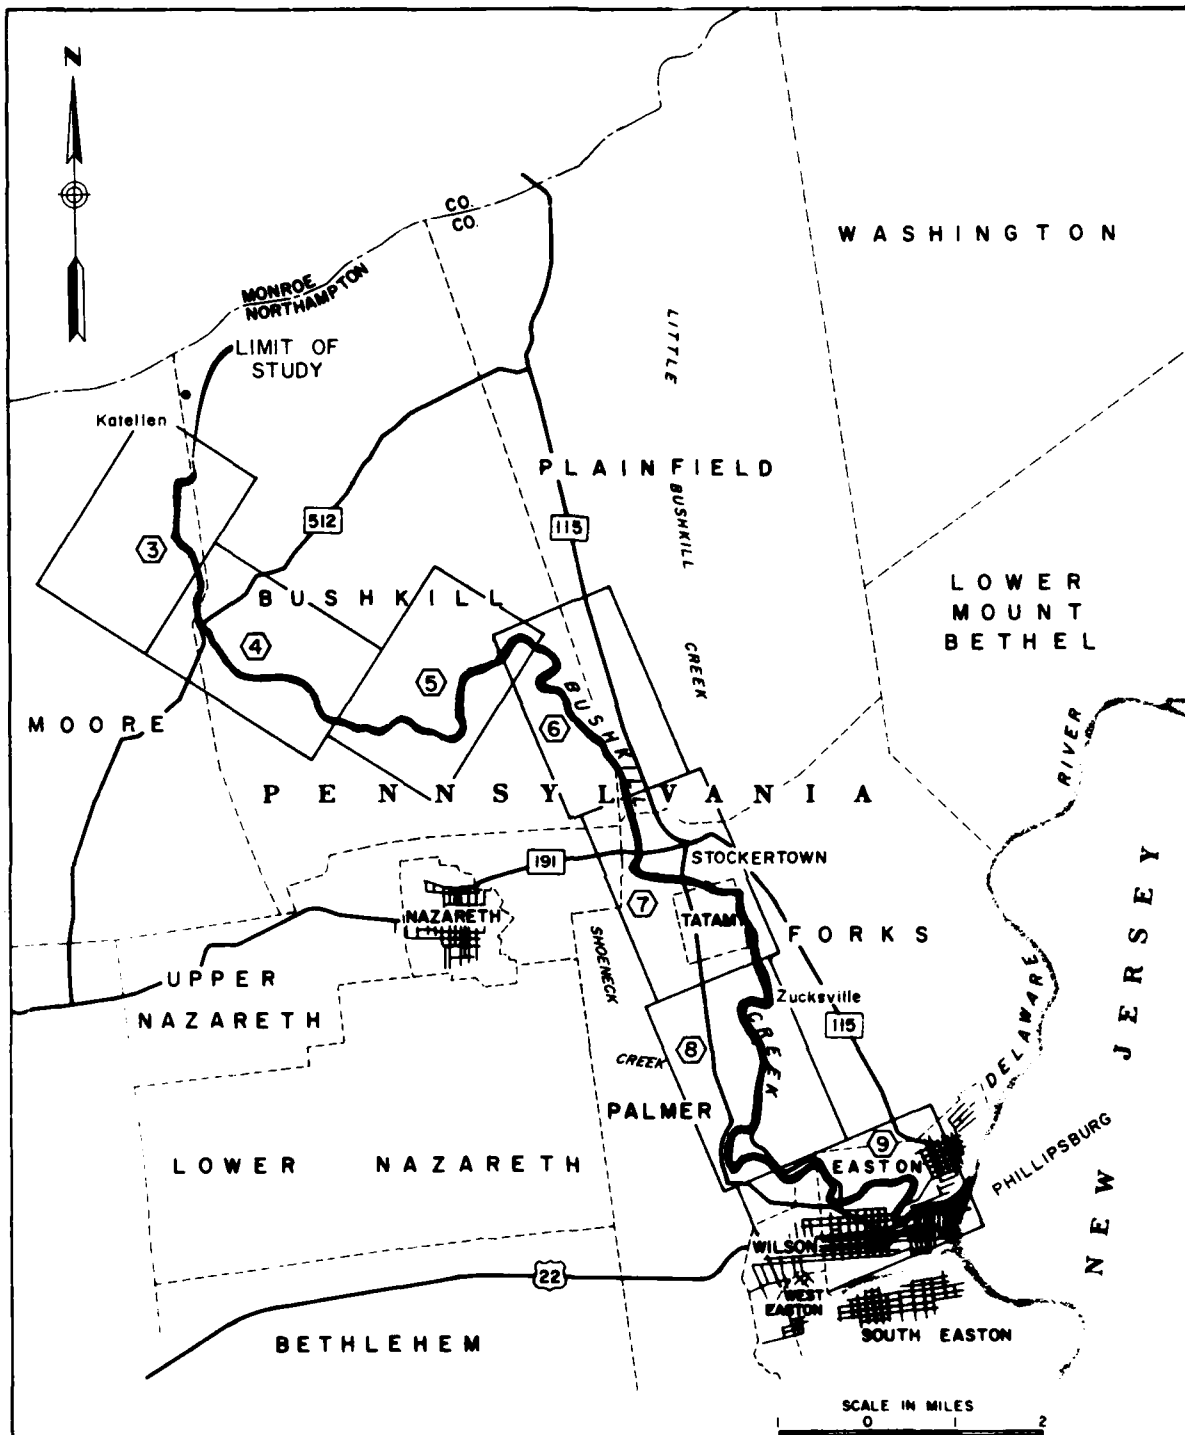 N
CO.
CO.
WASHINGTON
MONROE
NORTHAMPTON
LIMIT OF
STUDY
LITTLE
BUSHKILL
CREEK
Katellen
PLAINFIELD
512
115
3
BUSHKILL
LOWER
MOUNT
BETHEL
4
5
6
BUSHKILL
CREEK
MOORE
RIVER
PENNSYLVANIA
191
STOCKERTOWN
NAZARETH
7
TATAMY
FORKS
SHOENECK
CREEK
UPPER
NAZARETH
Zucksville
115
DELAWARE
NEW JERSEY
8
PALMER
9
EASTON
PHILLIPSBURG
LOWER NAZARETH
WILSON
22
WEST
EASTON
SOUTH EASTON
BETHLEHEM
SCALE IN MILES
1 0 1 2